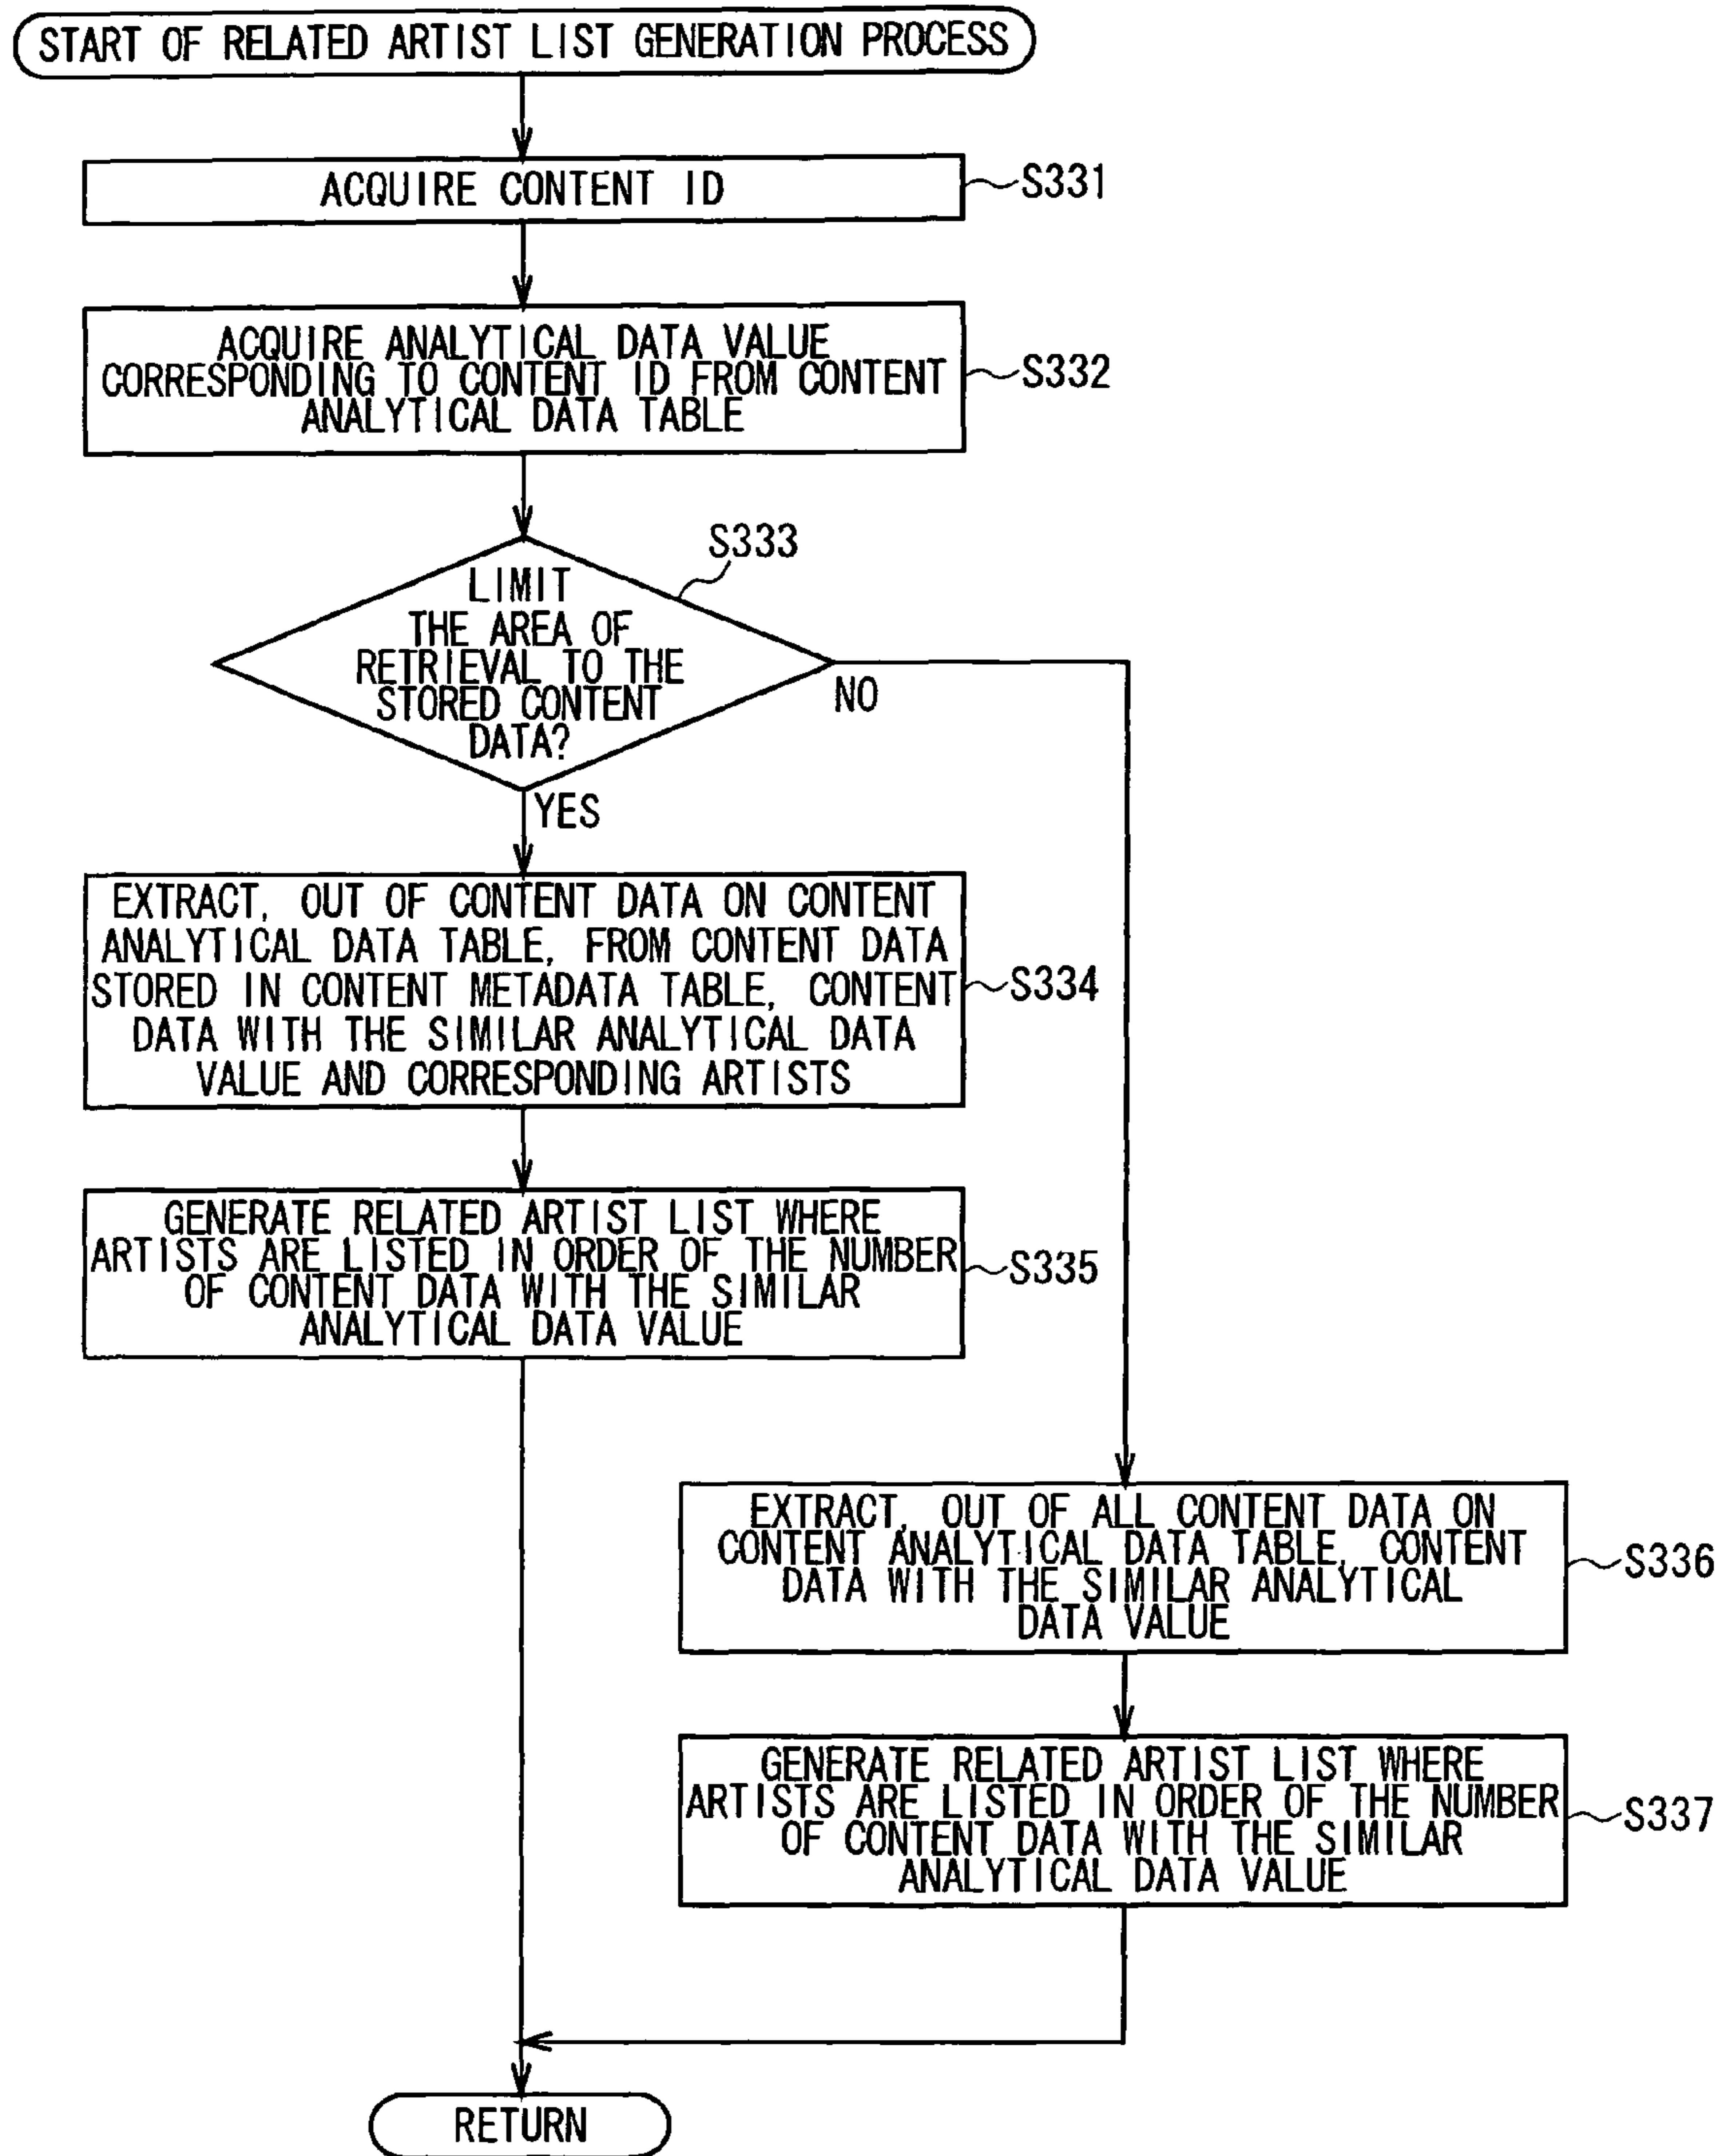 START OF RELATED ARTIST LIST GENERATION PROCESS
ACQUIRE CONTENT ID
S331
ACQUIRE ANALYTICAL DATA VALUE
CORRESPONDING TO CONTENT ID FROM CONTENT
ANALYTICAL DATA TABLE
S332
S333
LIMIT
THE AREA OF
RETRIEVAL TO THE
STORED CONTENT
DATA?
NO
YES
EXTRACT, OUT OF CONTENT DATA ON CONTENT
ANALYTICAL DATA TABLE, FROM CONTENT DATA
STORED IN CONTENT METADATA TABLE, CONTENT
DATA WITH THE SIMILAR ANALYTICAL DATA
VALUE AND CORRESPONDING ARTISTS
S334
GENERATE RELATED ARTIST LIST WHERE
ARTISTS ARE LISTED IN ORDER OF THE NUMBER
OF CONTENT DATA WITH THE SIMILAR
ANALYTICAL DATA VALUE
S335
EXTRACT, OUT OF ALL CONTENT DATA ON
CONTENT ANALYTICAL DATA TABLE, CONTENT
DATA WITH THE SIMILAR ANALYTICAL
DATA VALUE
S336
GENERATE RELATED ARTIST LIST WHERE
ARTISTS ARE LISTED IN ORDER OF THE NUMBER
OF CONTENT DATA WITH THE SIMILAR
ANALYTICAL DATA VALUE
S337
RETURN